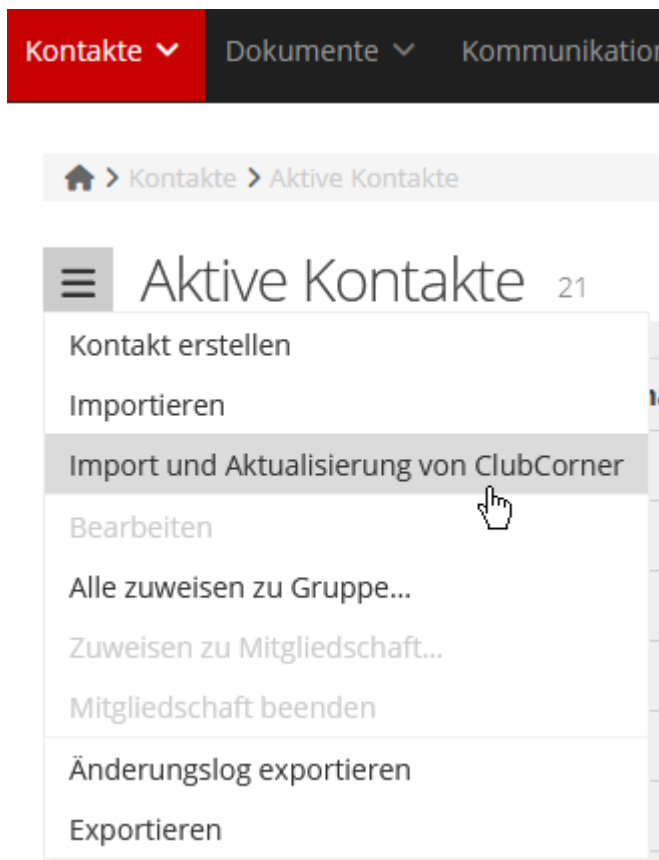 Kontakte Dokumente
Kontakte Aktive Kontakte
Aktive Kontakte 21
Kontakt erstellen
Importieren
Import und Aktualisierung von ClubCorner
Bearbeiten
Alle zuweisen zu Gruppe...
Zuweisen zu Mitgliedschaft...
Mitgliedschaft beenden
Änderungslog exportieren
Exportieren